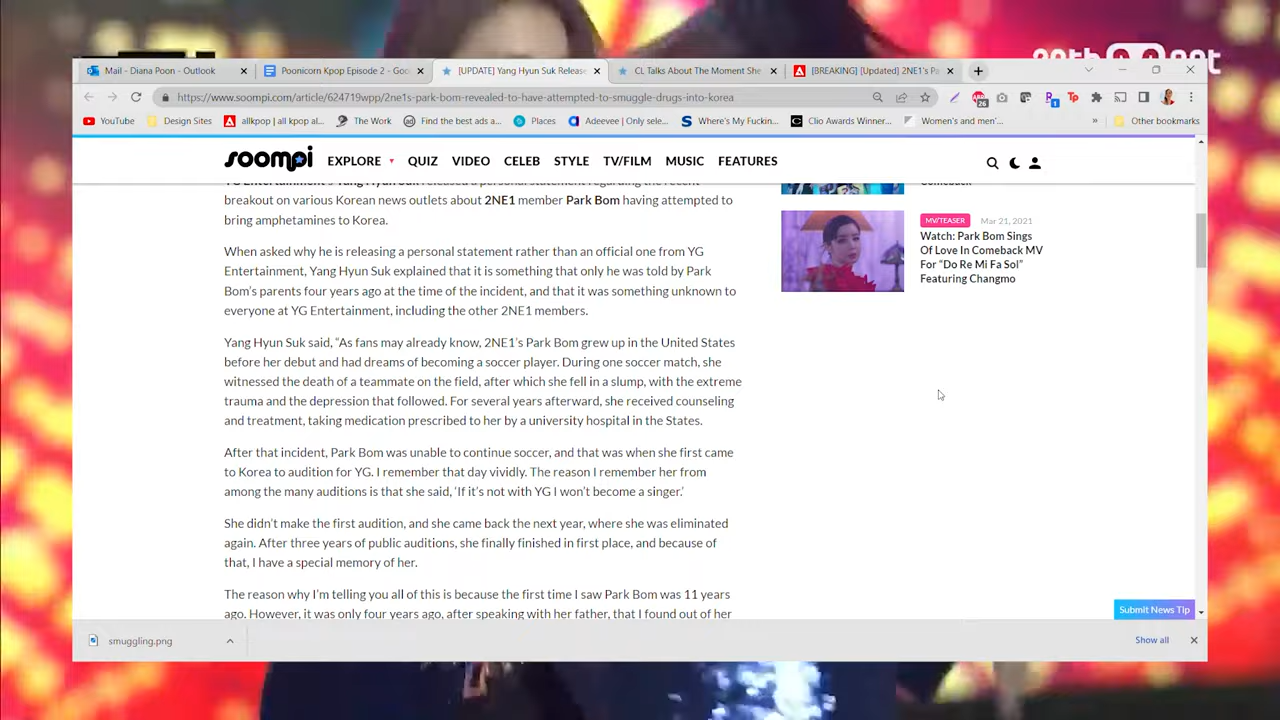 Mail - Diana Poon - Outlook
Poonicorn Kpop Episode 2 - Goo
[UPDATE] Yang Hyun Suk Release
CL Talks About The Moment She
[BREAKING] [Updated] 2NE1's Pa
https://www.soompi.com/article/624719wpp/2ne1s-park-bom-revealed-to-have-attempted-to-smuggle-drugs-into-korea
26
1
Tp
YouTube
Design Sites
allkpop | all kpop al...
The Work
Find the best ad a...
Places
Adeevee | Only sele...
Where's My Fuckin...
Clio Awards Winner...
Women's and men'...
»
Other bookmarks
soompi
EXPLORE
QUIZ
VIDEO
CELEB
STYLE
TV/FILM
MUSIC
FEATURES
YG Entertainment's Yang Hyun Suk released a personal statement regarding the recent
breakout on various Korean news outlets about 2NE1 member Park Bom having attempted to
bring amphetamines to Korea.
When asked why he is releasing a personal statement rather than an official one from YG
Entertainment, Yang Hyun Suk explained that it is something that only he was told by Park
Bom's parents four years ago at the time of the incident, and that it was something unknown to
everyone at YG Entertainment, including the other 2NE1 members.
Yang Hyun Suk said, "As fans may already know, 2NE1's Park Bom grew up in the United States
before her debut and had dreams of becoming a soccer player. During one soccer match, she
witnessed the death of a teammate on the field, after which she fell in a slump, with the extreme
trauma and the depression that followed. For several years afterward, she received counseling
and treatment, taking medication prescribed to her by a university hospital in the States.
After that incident, Park Bom was unable to continue soccer, and that was when she first came
to Korea to audition for YG. I remember that day vividly. The reason I remember her from
among the many auditions is that she said, 'If it's not with YG I won't become a singer.'
She didn't make the first audition, and she came back the next year, where she was eliminated
again. After three years of public auditions, she finally finished in first place, and because of
that, I have a special memory of her.
The reason why I'm telling you all of this is because the first time I saw Park Bom was 11 years
ago. However, it was only four years ago, after speaking with her father, that I found out of her
Comeback
MV/TEASER
Mar 21, 2021
Watch: Park Bom Sings
Of Love In Comeback MV
For "Do Re Mi Fa Sol"
Featuring Changmo
Submit News Tip
smuggling.png
Show all